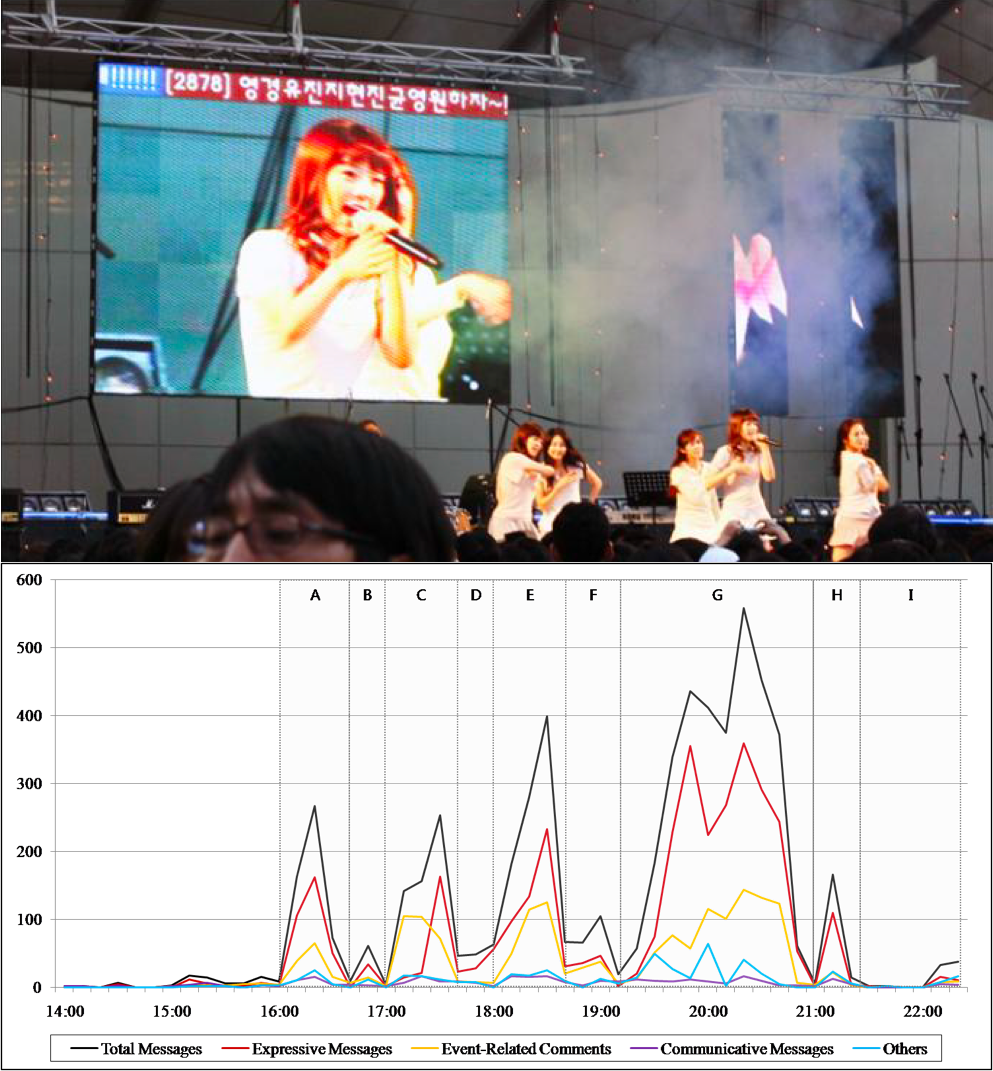 !!!!!! [2878] 영경유진지현진균영원하자~!
600
A B C D E F G H I
500
400
300
200
100
0
14:00 15:00 16:00 17:00 18:00 19:00 20:00 21:00 22:00
Total Messages Expressive Messages Event-Related Comments Communicative Messages Others